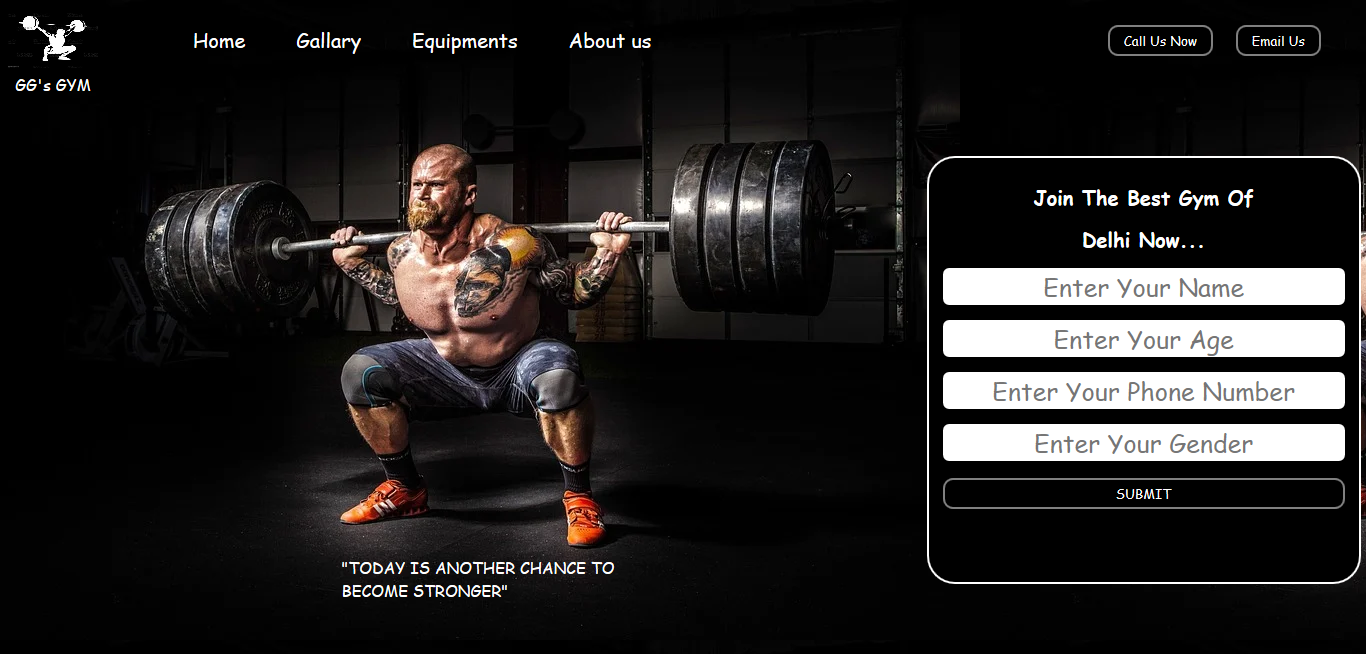 Home Gallary Equipments About us Call Us Now Email Us
GG's GYM
Join The Best Gym Of
Delhi Now...
Enter Your Name
Enter Your Age
Enter Your Phone Number
Enter Your Gender
SUBMIT
"TODAY IS ANOTHER CHANCE TO
BECOME STRONGER"